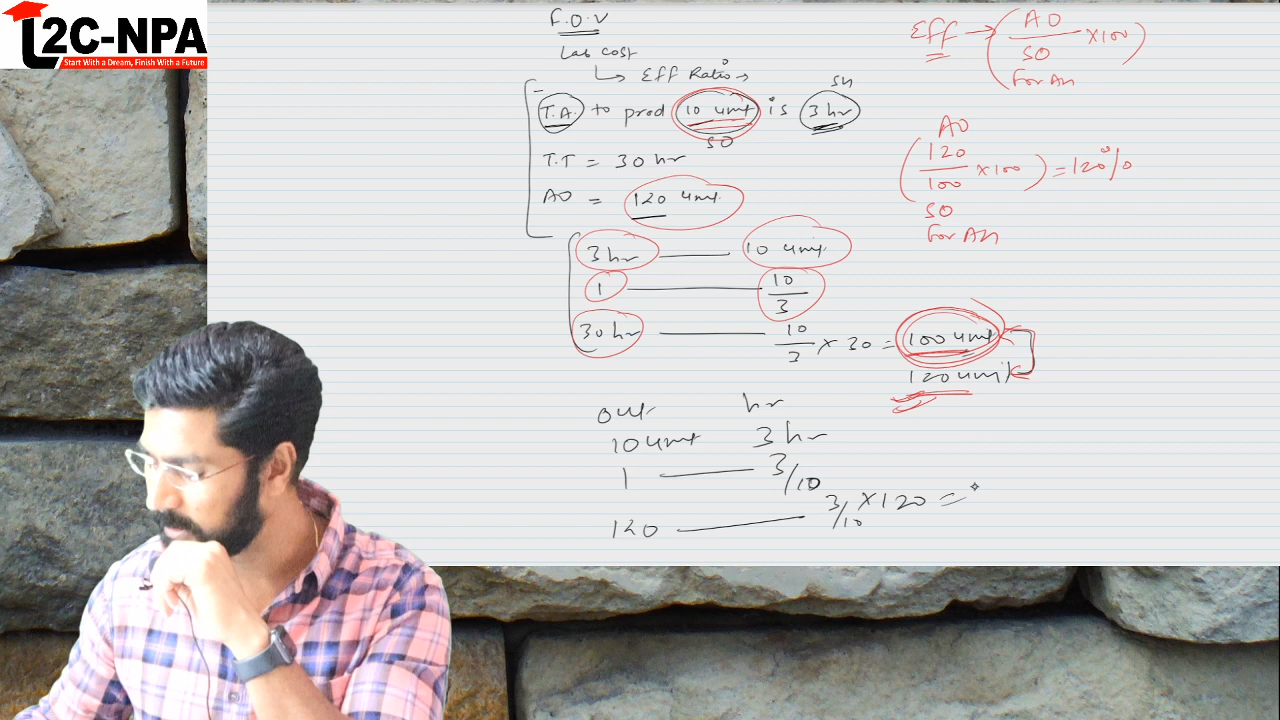 L2C-NPA
Start With a Dream, Finish With a Future
F.O.V
Lab Cost
Eff Ratio →
T.A. to prod 10 unit is 3 hr
SH
SO
T.T = 30 hr
AO = 120 unit
3 hr 10 unit
1 10/3
30 hr 10/3 × 30 = 100 unit
120 unit
out hr
10 unit 3 hr
1 3/10
120 3/10 × 120 =
Eff → (AO/SO × 100)
For AH
AO
(120/100 × 100) = 120%
SO
For AH